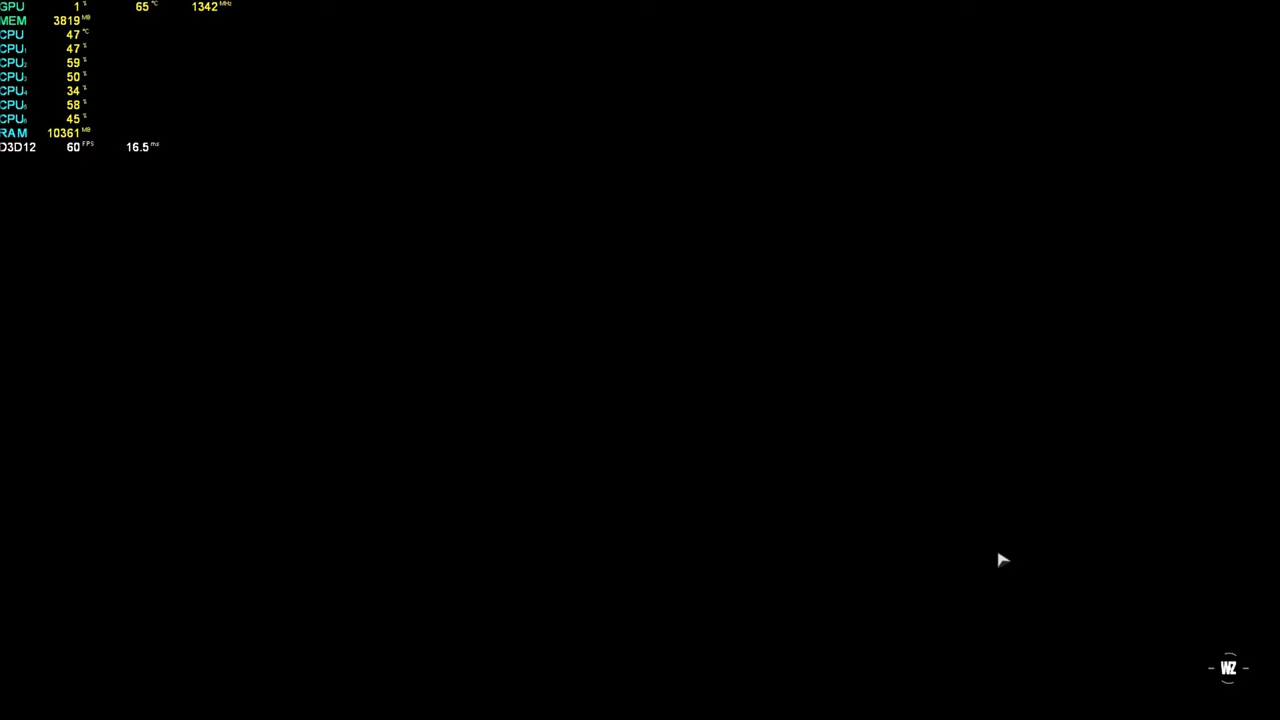 GPU 1 % 65 °C 1342 MHz
MEM 3819 MB
CPU 47 °C
CPU1 47 %
CPU2 59 %
CPU3 50 %
CPU4 34 %
CPU5 58 %
CPU6 45 %
RAM 10361 MB
D3D12 60 FPS 16.5 ms
WZ